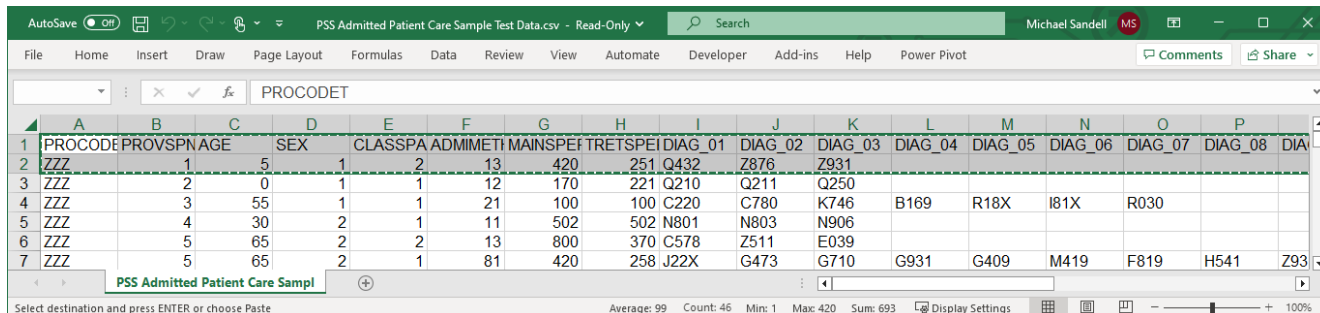 AutoSave Off PSS Admitted Patient Care Sample Test Data.csv - Read-Only Search Michael Sandell MS
File Home Insert Draw Page Layout Formulas Data Review View Automate Developer Add-ins Help Power Pivot Comments Share
fx PROCODET
A B C D E F G H I J K L M N O P
1 PROCODE PROVSPN AGE SEX CLASSPA ADMIMETH MAINSPEF TRETSPEI DIAG_01 DIAG_02 DIAG_03 DIAG_04 DIAG_05 DIAG_06 DIAG_07 DIAG_08 DIA
2 ZZZ 1 5 1 2 13 420 251 Q432 Z876 Z931
3 ZZZ 2 0 1 1 12 170 221 Q210 Q211 Q250
4 ZZZ 3 55 1 1 21 100 100 C220 C780 K746 B169 R18X I81X R030
5 ZZZ 4 30 2 1 11 502 502 N801 N803 N906
6 ZZZ 5 65 2 2 13 800 370 C578 Z511 E039
7 ZZZ 5 65 2 1 81 420 258 J22X G473 G710 G931 G409 M419 F819 H541 Z93
PSS Admitted Patient Care Sampl
Select destination and press ENTER or choose Paste Average: 99 Count: 46 Min: 1 Max: 420 Sum: 693 Display Settings 100%